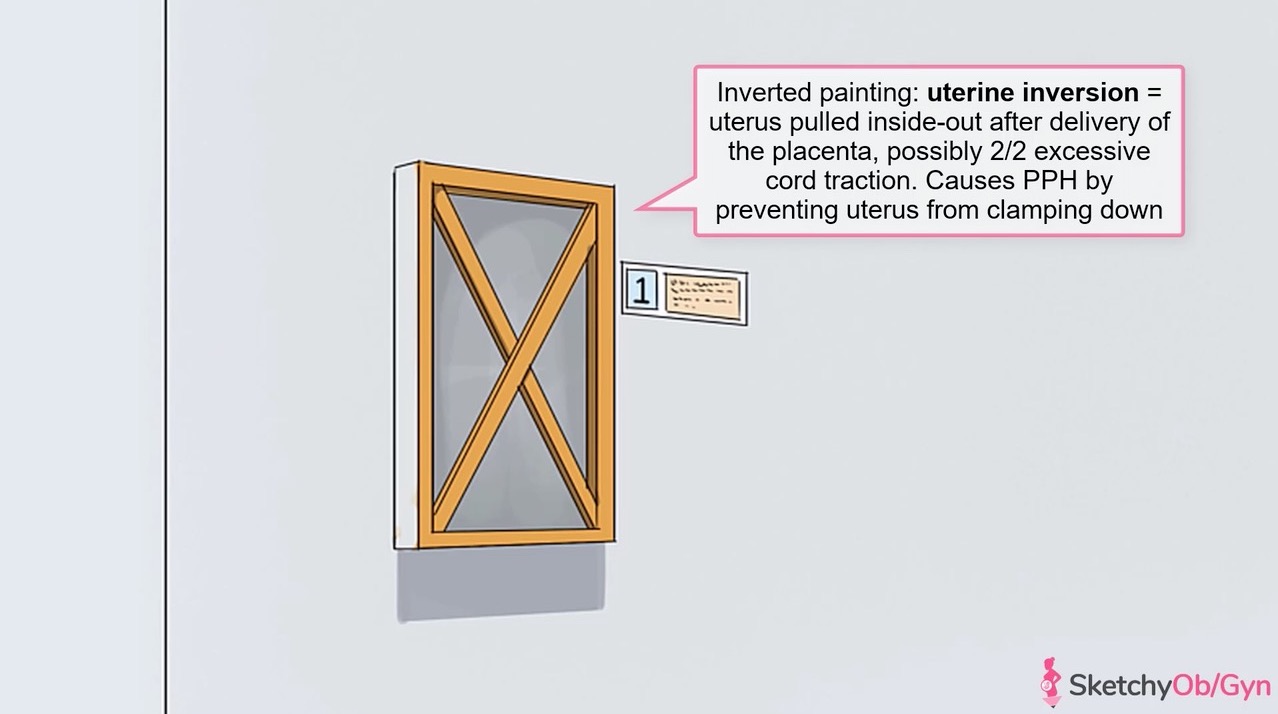 Inverted painting: uterine inversion =
uterus pulled inside-out after delivery of
the placenta, possibly 2/2 excessive
cord traction. Causes PPH by
preventing uterus from clamping down
1
SketchyOb/Gyn